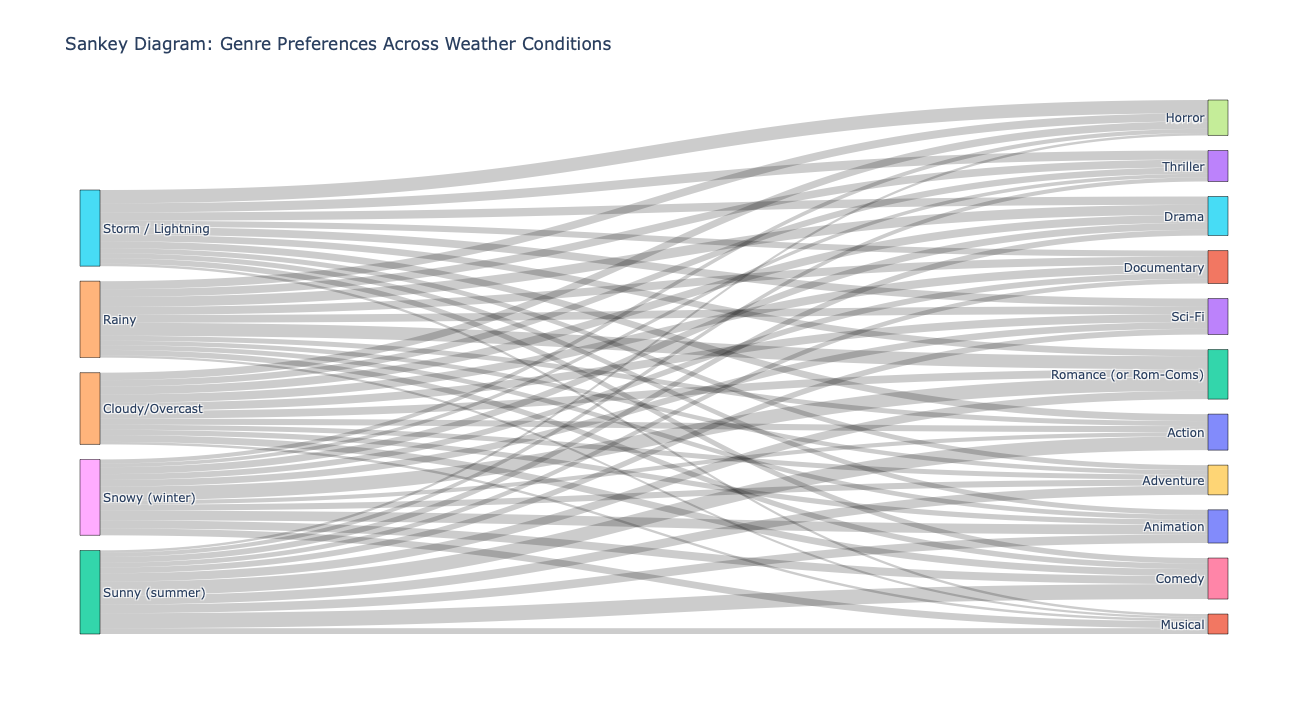 Sankey Diagram: Genre Preferences Across Weather Conditions
Storm / Lightning
Rainy
Cloudy/Overcast
Snowy (winter)
Sunny (summer)
Horror
Thriller
Drama
Documentary
Sci-Fi
Romance (or Rom-Coms)
Action
Adventure
Animation
Comedy
Musical